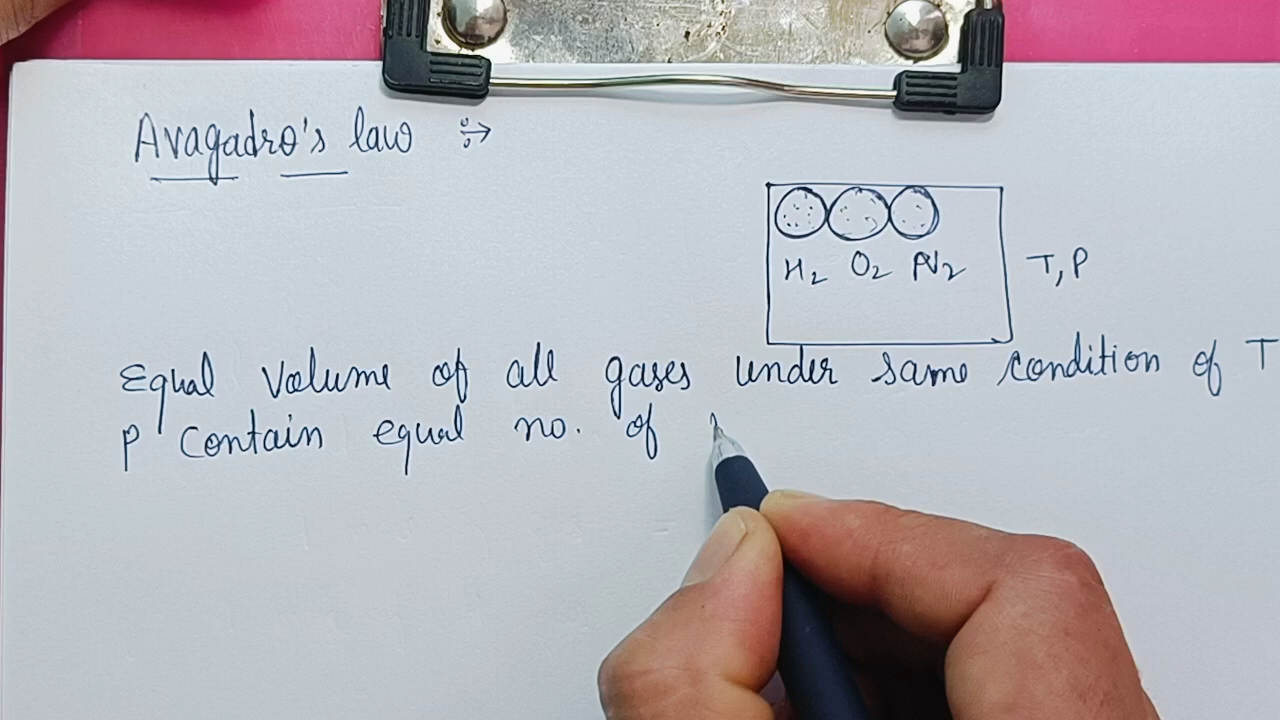 Avagadro's law
H2 O2 N2
T, P
Equal volume of all gases under same condition of T
P contain equal no. of